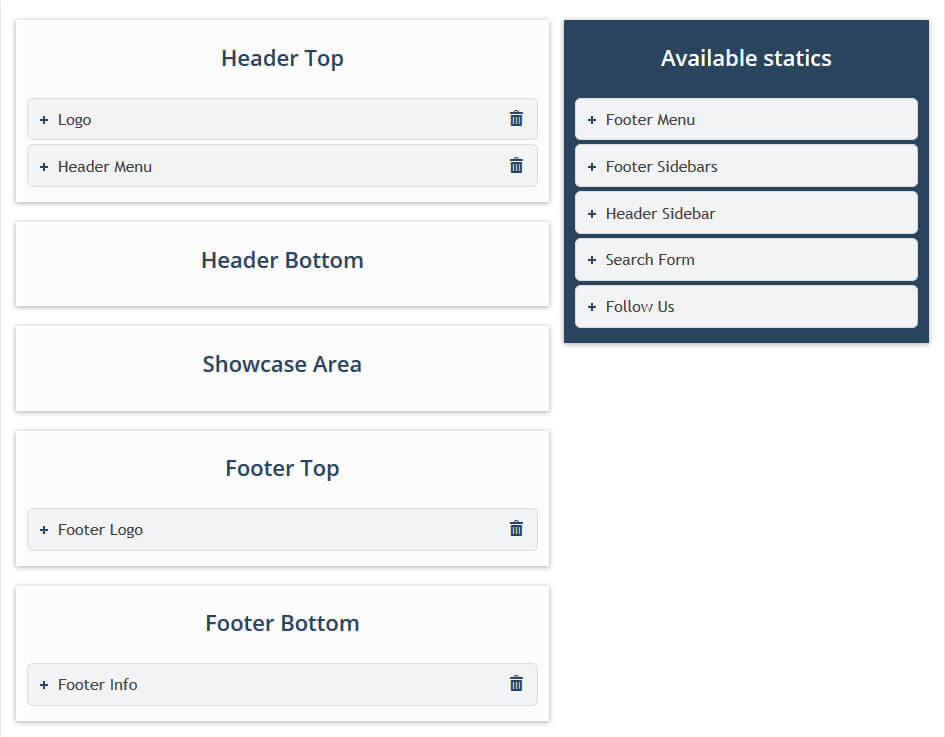 Header Top
Logo
Header Menu
Header Bottom
Showcase Area
Footer Top
Footer Logo
Footer Bottom
Footer Info
Available statics
Footer Menu
Footer Sidebars
Header Sidebar
Search Form
Follow Us